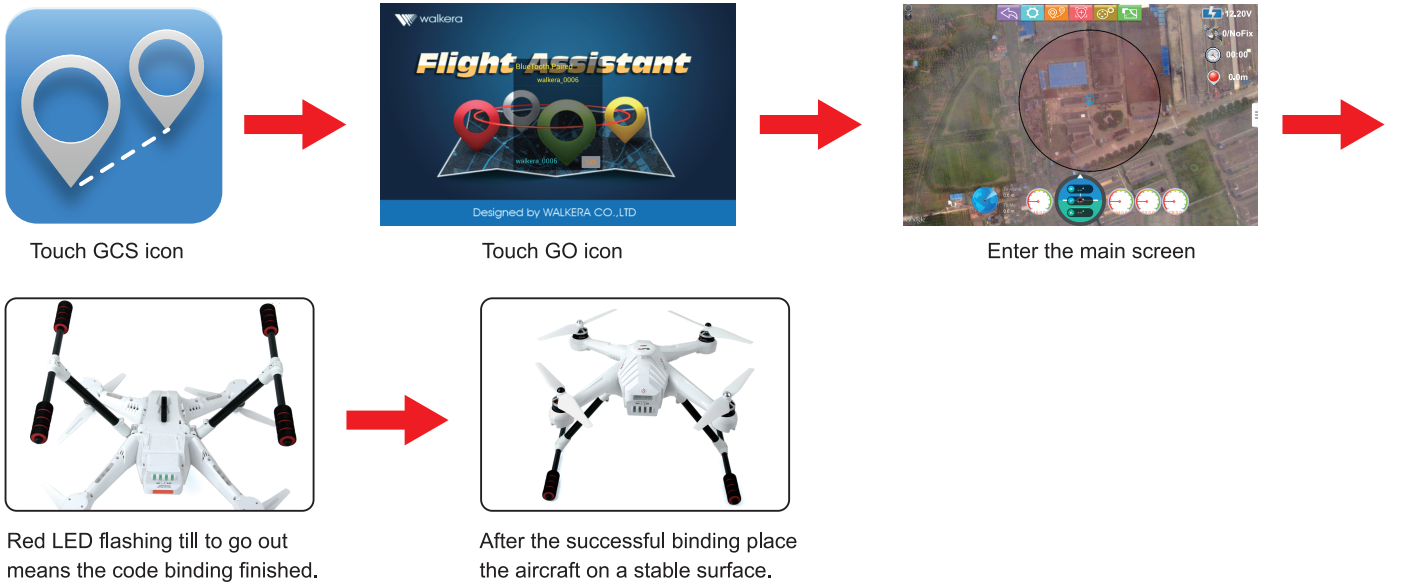 walkera
Flight Assistant
BlueTooth Paired
walkera_0006
walkera_0006
Designed by WALKERA CO.,LTD
12.20V
0/NoFix
00:00
0.0m
Touch GCS icon
Touch GO icon
Enter the main screen
Red LED flashing till to go out
means the code binding finished.
After the successful binding place
the aircraft on a stable surface.